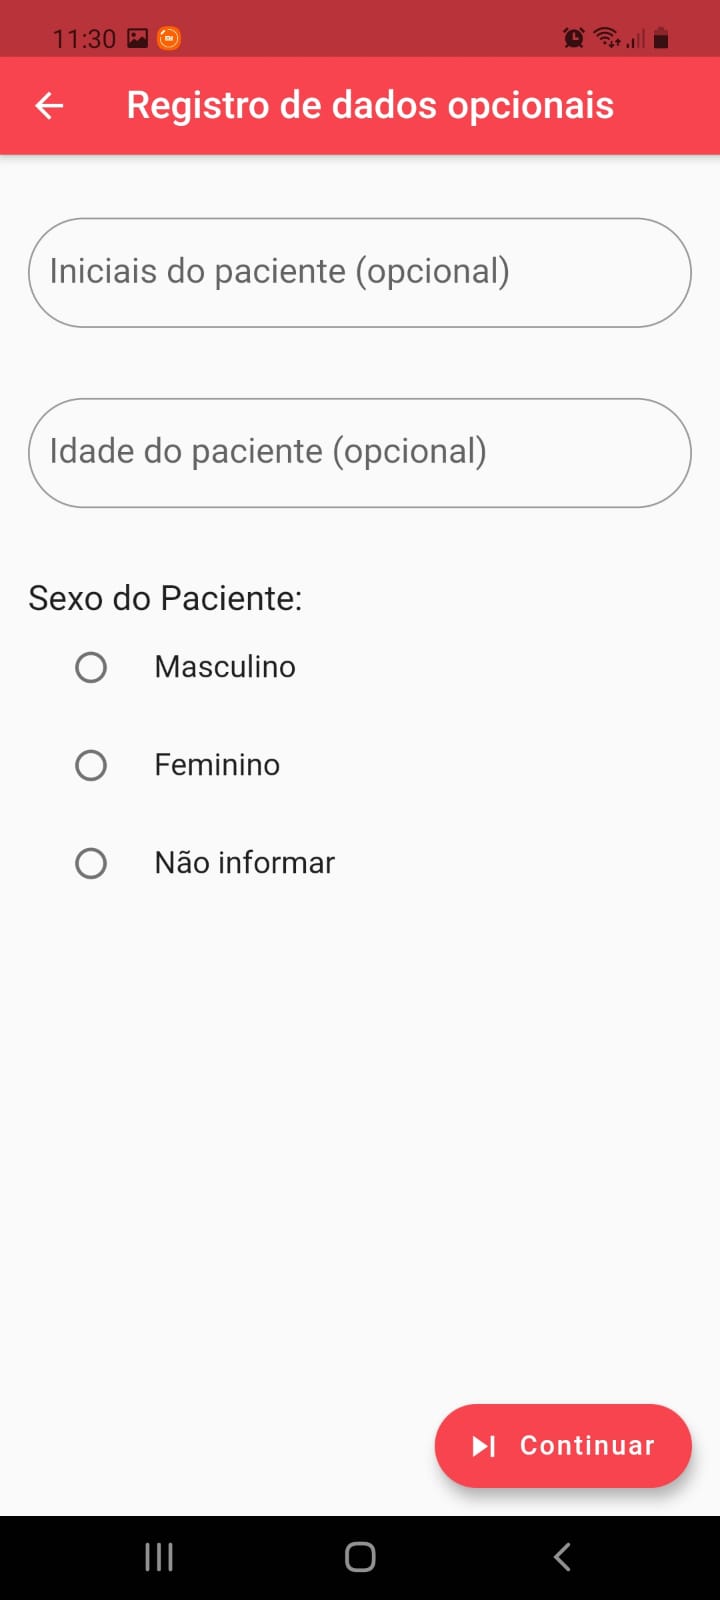 11:30
Registro de dados opcionais
Iniciais do paciente (opcional)
Idade do paciente (opcional)
Sexo do Paciente:
Masculino
Feminino
Não informar
Continuar